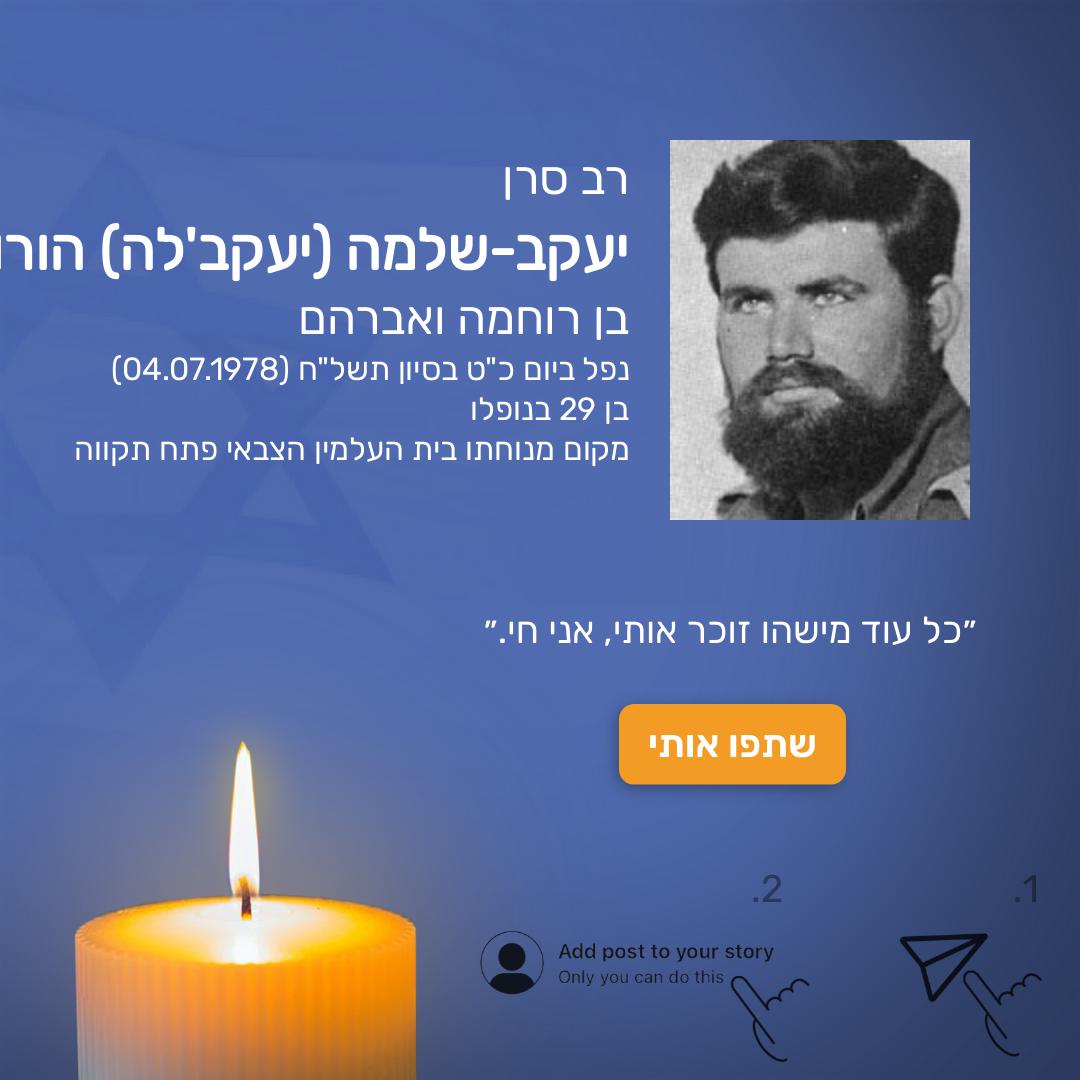 רב סרן
יעקב-שלמה (יעקב'לה)
בן רוחמה ואברהם
נפל ביום כ"ט בסיון תשל"ח (04.07.1978)
בן 29 בנופלו
מקום מנוחתו בית העלמין הצבאי פתח תקווה
״כל עוד מישהו זוכר אותי, אני חי.״
שתפו אותי
.1
.2
Add post to your story
Only you can do this